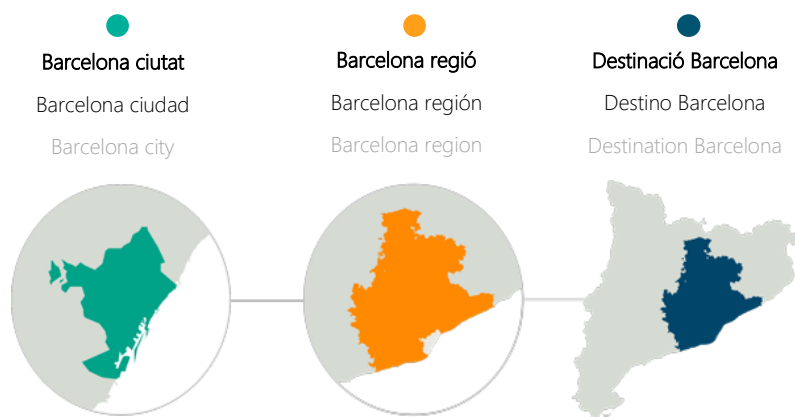 Barcelona ciutat
Barcelona ciudad
Barcelona city
Barcelona regió
Barcelona región
Barcelona region
Destinació Barcelona
Destino Barcelona
Destination Barcelona